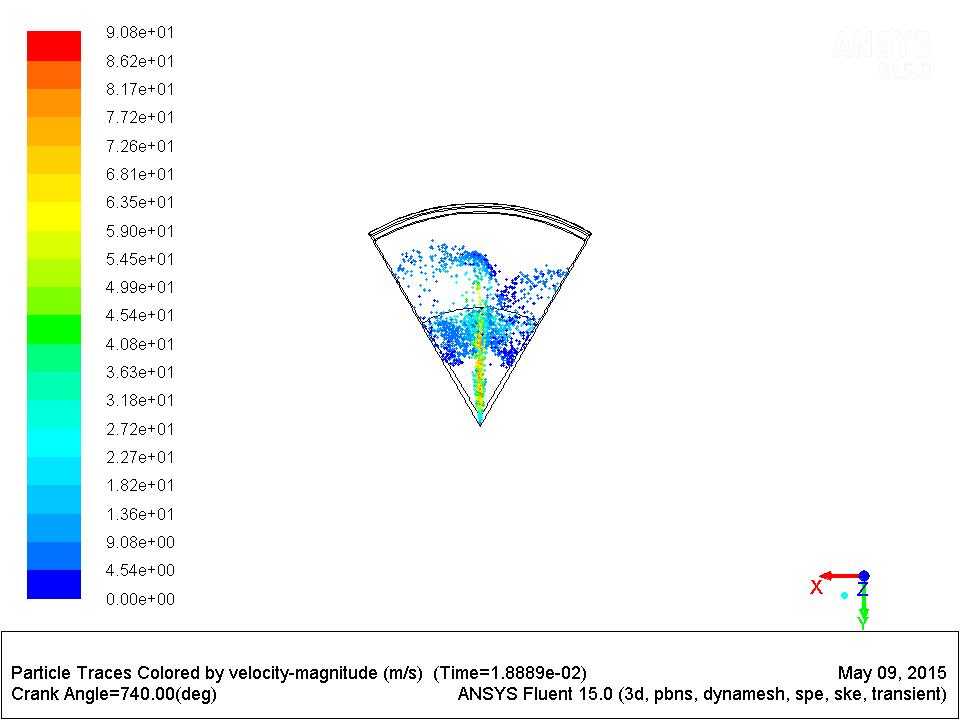 9.08e+01
8.62e+01
8.17e+01
7.72e+01
7.26e+01
6.81e+01
6.35e+01
5.90e+01
5.45e+01
4.99e+01
4.54e+01
4.08e+01
3.63e+01
3.18e+01
2.72e+01
2.27e+01
1.82e+01
1.36e+01
9.08e+00
4.54e+00
0.00e+00
ANSYS
R15.0
X
Z
Y
Particle Traces Colored by velocity-magnitude (m/s)  (Time=1.8889e-02)
Crank Angle=740.00(deg)
May 09, 2015
ANSYS Fluent 15.0 (3d, pbns, dynamesh, spe, ske, transient)